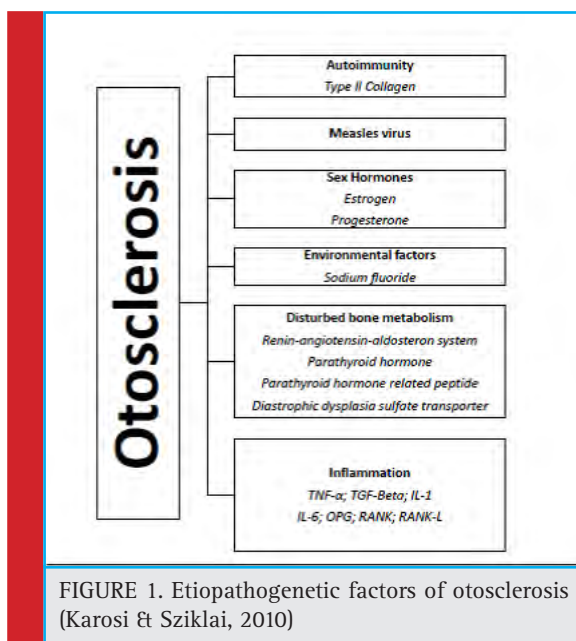 Otosclerosis
Autoimmunity
Type II Collagen
Measles virus
Sex Hormones
Estrogen
Progesterone
Environmental factors
Sodium fluoride
Disturbed bone metabolism
Renin-angiotensin-aldosteron system
Parathyroid hormone
Parathyroid hormone related peptide
Diastrophic dysplasia sulfate transporter
Inflammation
TNF-α; TGF-Beta; IL-1
IL-6; OPG; RANK; RANK-L
FIGURE 1. Etiopathogenetic factors of otosclerosis
(Karosi & Sziklai, 2010)